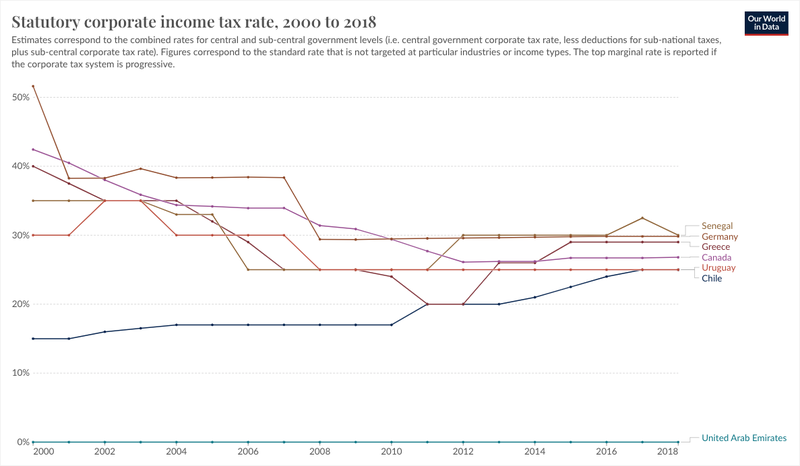 Statutory corporate income tax rate, 2000 to 2018
Our World
in Data
Estimates correspond to the combined rates for central and sub-central government levels (i.e. central government corporate tax rate, less deductions for sub-national taxes,
plus sub-central corporate tax rate). Figures correspond to the standard rate that is not targeted at particular industries or income types. The top marginal rate is reported if
the corporate tax system is progressive.
50%
40%
30%
20%
10%
0%
Senegal
Germany
Greece
Canada
Uruguay
Chile
United Arab Emirates
2000
2002
2004
2006
2008
2010
2012
2014
2016
2018